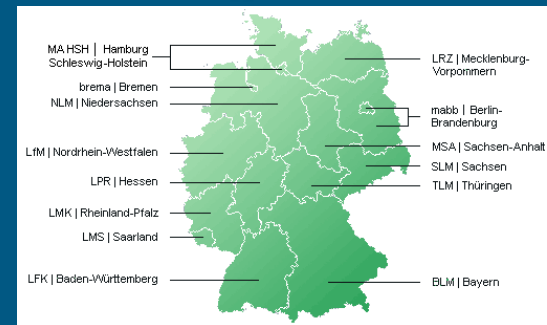 MA HSH | Hamburg
Schleswig-Holstein
brema | Bremen
NLM | Niedersachsen
LfM | Nordrhein-Westfalen
LPR | Hessen
LMK | Rheinland-Pfalz
LMS | Saarland
LFK | Baden-Württemberg
LRZ | Mecklenburg-
Vorpommern
mabb | Berlin-
Brandenburg
MSA | Sachsen-Anhalt
SLM | Sachsen
TLM | Thüringen
BLM | Bayern